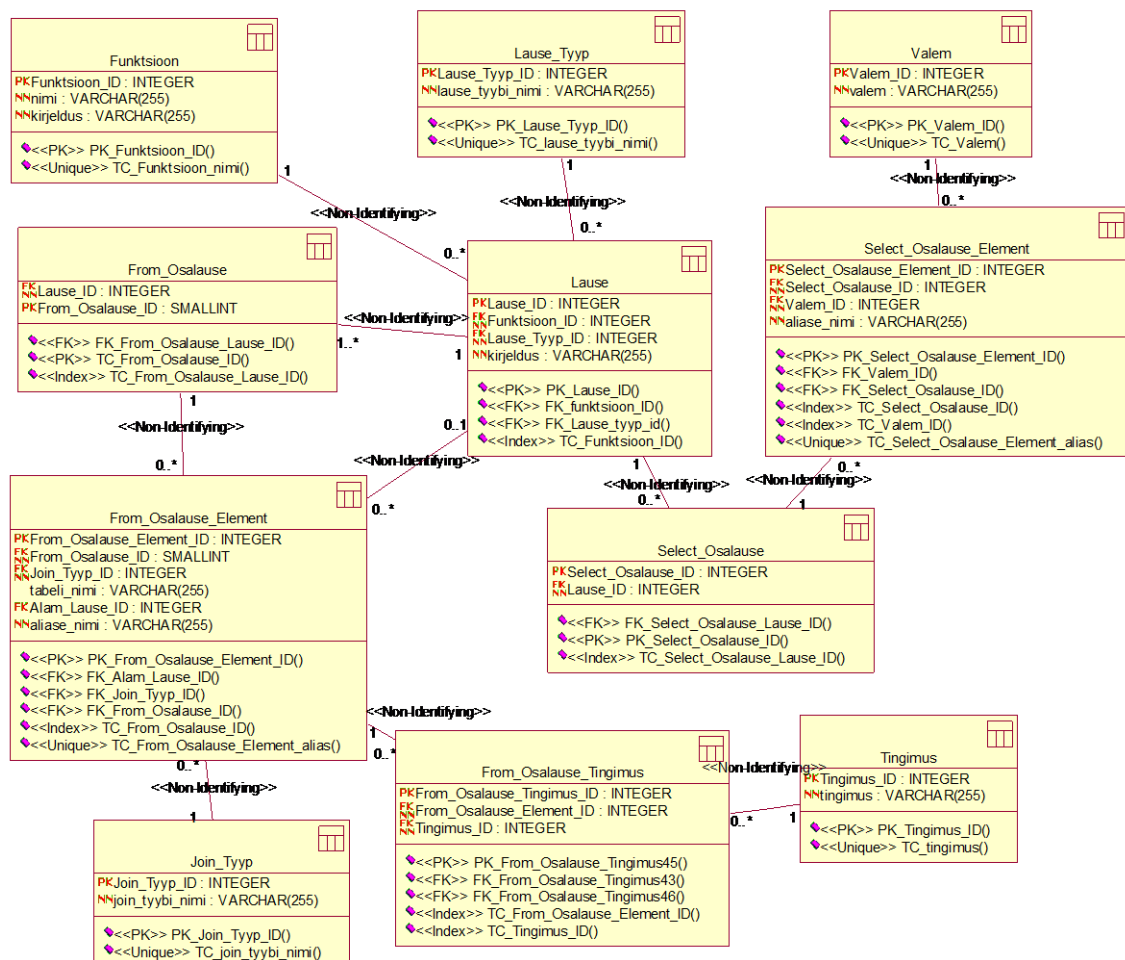 Funktsioon
PK Funktsioon_ID : INTEGER
NN nimi : VARCHAR(255)
NN kirjeldus : VARCHAR(255)
<<PK>> PK_Funktsioon_ID()
<<Unique>> TC_Funktsioon_nimi()
Lause_Tyyp
PK Lause_Tyyp_ID : INTEGER
NN lause_tyybi_nimi : VARCHAR(255)
<<PK>> PK_Lause_Tyyp_ID()
<<Unique>> TC_lause_tyybi_nimi()
Valem
PK Valem_ID : INTEGER
NN valem : VARCHAR(255)
<<PK>> PK_Valem_ID()
<<Unique>> TC_Valem()
1
<<Non-Identifying>>
0..*
1
<<Non-Identifying>>
0..*
1
<<Non-Identifying>>
0..*
From_Osalause
FK NN Lause_ID : INTEGER
PK From_Osalause_ID : SMALLINT
<<FK>> FK_From_Osalause_Lause_ID()
<<PK>> TC_From_Osalause_ID()
<<Index>> TC_From_Osalause_Lause_ID()
<<Non-Identifying>>
1..*
1
Lause
PK Lause_ID : INTEGER
FK NN Funktsioon_ID : INTEGER
FK NN Lause_Tyyp_ID : INTEGER
NN kirjeldus : VARCHAR(255)
<<PK>> PK_Lause_ID()
<<FK>> FK_funktsioon_ID()
<<FK>> FK_Lause_tyyp_id()
<<Index>> TC_Funktsioon_ID()
Select_Osalause_Element
PK Select_Osalause_Element_ID : INTEGER
FK NN Select_Osalause_ID : INTEGER
FK NN Valem_ID : INTEGER
NN aliase_nimi : VARCHAR(255)
<<PK>> PK_Select_Osalause_Element_ID()
<<FK>> FK_Valem_ID()
<<FK>> FK_Select_Osalause_ID()
<<Index>> TC_Select_Osalause_ID()
<<Index>> TC_Valem_ID()
<<Unique>> TC_Select_Osalause_Element_alias()
1
<<Non-Identifying>>
0..*
0..1
<<Non-Identifying>>
0..*
1
<<Non-Identifying>>
0..*
0..*
<<Non-Identifying>>
1
From_Osalause_Element
PK From_Osalause_Element_ID : INTEGER
FK NN From_Osalause_ID : SMALLINT
FK NN Join_Tyyp_ID : INTEGER
tabeli_nimi : VARCHAR(255)
FK Alam_Lause_ID : INTEGER
NN aliase_nimi : VARCHAR(255)
<<PK>> PK_From_Osalause_Element_ID()
<<FK>> FK_Alam_Lause_ID()
<<FK>> FK_Join_Tyyp_ID()
<<FK>> FK_From_Osalause_ID()
<<Index>> TC_From_Osalause_ID()
<<Unique>> TC_From_Osalause_Element_alias()
Select_Osalause
PK Select_Osalause_ID : INTEGER
FK NN Lause_ID : INTEGER
<<FK>> FK_Select_Osalause_Lause_ID()
<<PK>> PK_Select_Osalause_ID()
<<Index>> TC_Select_Osalause_Lause_ID()
<<Non-Identifying>>
1
0..*
0..*
<<Non-Identifying>>
1
From_Osalause_Tingimus
PK From_Osalause_Tingimus_ID : INTEGER
FK NN From_Osalause_Element_ID : INTEGER
FK NN Tingimus_ID : INTEGER
<<PK>> PK_From_Osalause_Tingimus45()
<<FK>> FK_From_Osalause_Tingimus43()
<<FK>> FK_From_Osalause_Tingimus46()
<<Index>> TC_From_Osalause_Element_ID()
<<Index>> TC_Tingimus_ID()
<<Non-Identifying>>
0..*
1
Tingimus
PK Tingimus_ID : INTEGER
NN tingimus : VARCHAR(255)
<<PK>> PK_Tingimus_ID()
<<Unique>> TC_tingimus()
Join_Tyyp
PK Join_Tyyp_ID : INTEGER
NN join_tyybi_nimi : VARCHAR(255)
<<PK>> PK_Join_Tyyp_ID()
<<Unique>> TC_join_tyybi_nimi()